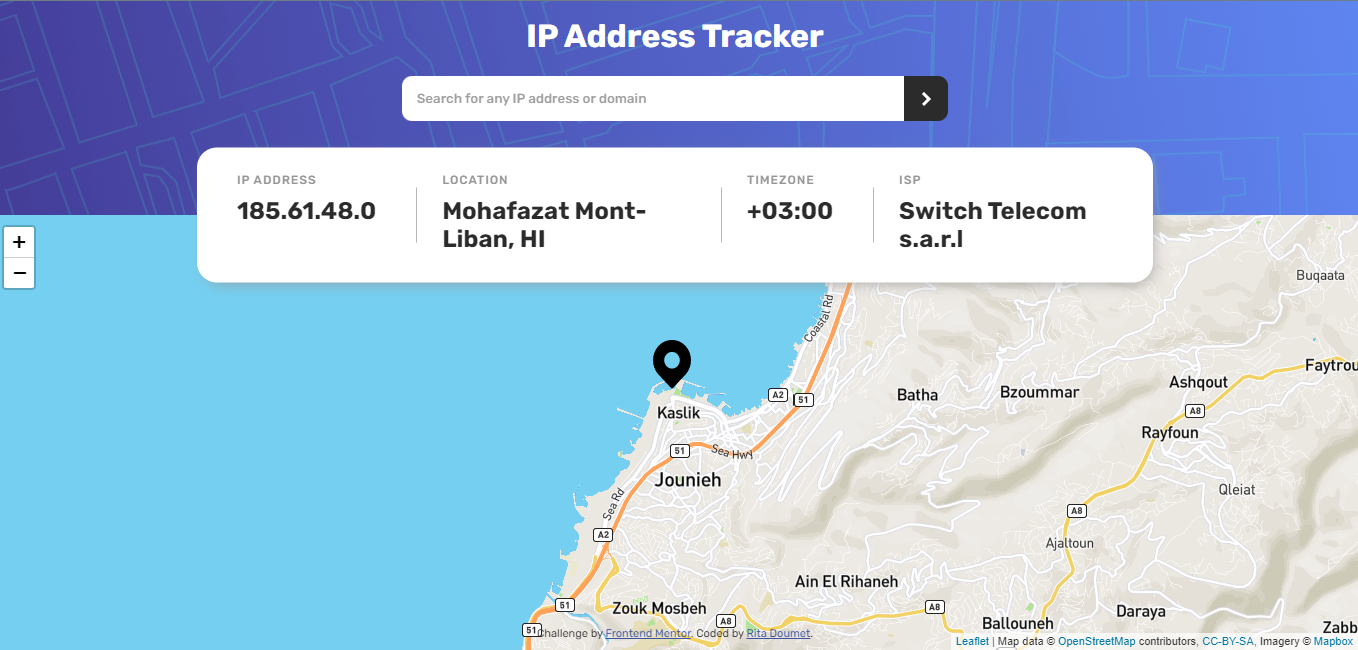 IP Address Tracker
Search for any IP address or domain
IP ADDRESS
185.61.48.0
LOCATION
Mohafazat Mont-
Liban, HI
TIMEZONE
+03:00
ISP
Switch Telecom
s.a.r.l
+
−
Buqaata
Coastal Rd
Faytrou
Ashqout
A2
51
Batha
Bzoummar
A8
Kaslik
Rayfoun
51
Sea Hwy
Jounieh
Qleiat
Sea Rd
A8
A2
Ajaltoun
Ain El Rihaneh
51
Zouk Mosbeh
A8
Daraya
A8
Ballouneh
Zabb
51
Challenge by Frontend Mentor. Coded by Rita Doumet.
Leaflet | Map data © OpenStreetMap contributors, CC-BY-SA, Imagery © Mapbox